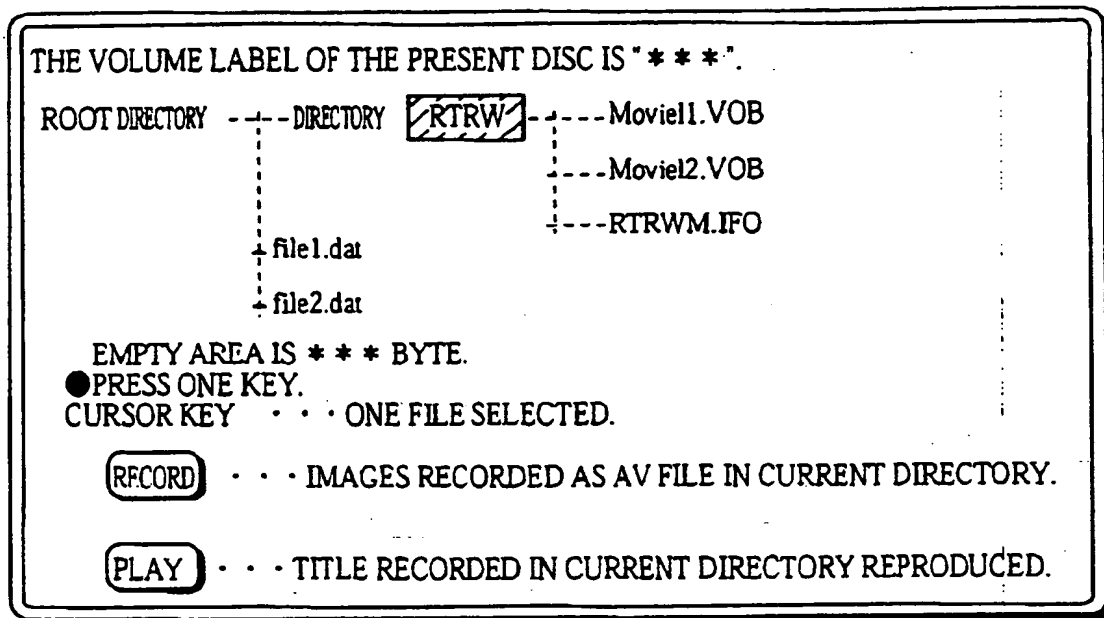 THE VOLUME LABEL OF THE PRESENT DISC IS "* * *".
ROOT DIRECTORY ----DIRECTORY RTRW ----Movie11.VOB
---Movie12.VOB
---RTRWM.IFO
file1.dat
file2.dat
EMPTY AREA IS * * * BYTE.
●PRESS ONE KEY.
CURSOR KEY · · · ONE FILE SELECTED.
RECORD · · · IMAGES RECORDED AS AV FILE IN CURRENT DIRECTORY.
PLAY · · · TITLE RECORDED IN CURRENT DIRECTORY REPRODUCED.